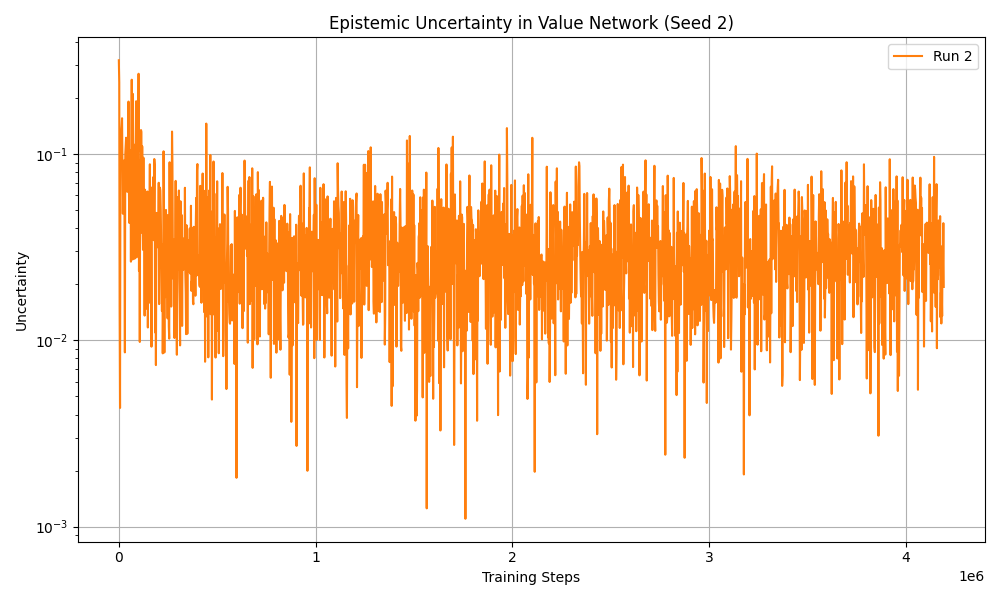 Epistemic Uncertainty in Value Network (Seed 2)
Run 2
Uncertainty
10⁻¹
10⁻²
10⁻³
0
1
2
3
4
1e6
Training Steps